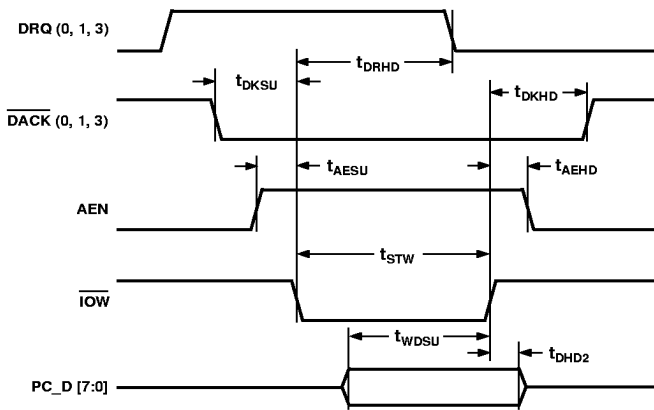 DRQ (0, 1, 3)
tDRHD
tDKSU
tDKHD
DACK (0, 1, 3)
tAESU
tAEHD
AEN
tSTW
IOW
tWDSU
tDHD2
PC_D [7:0]